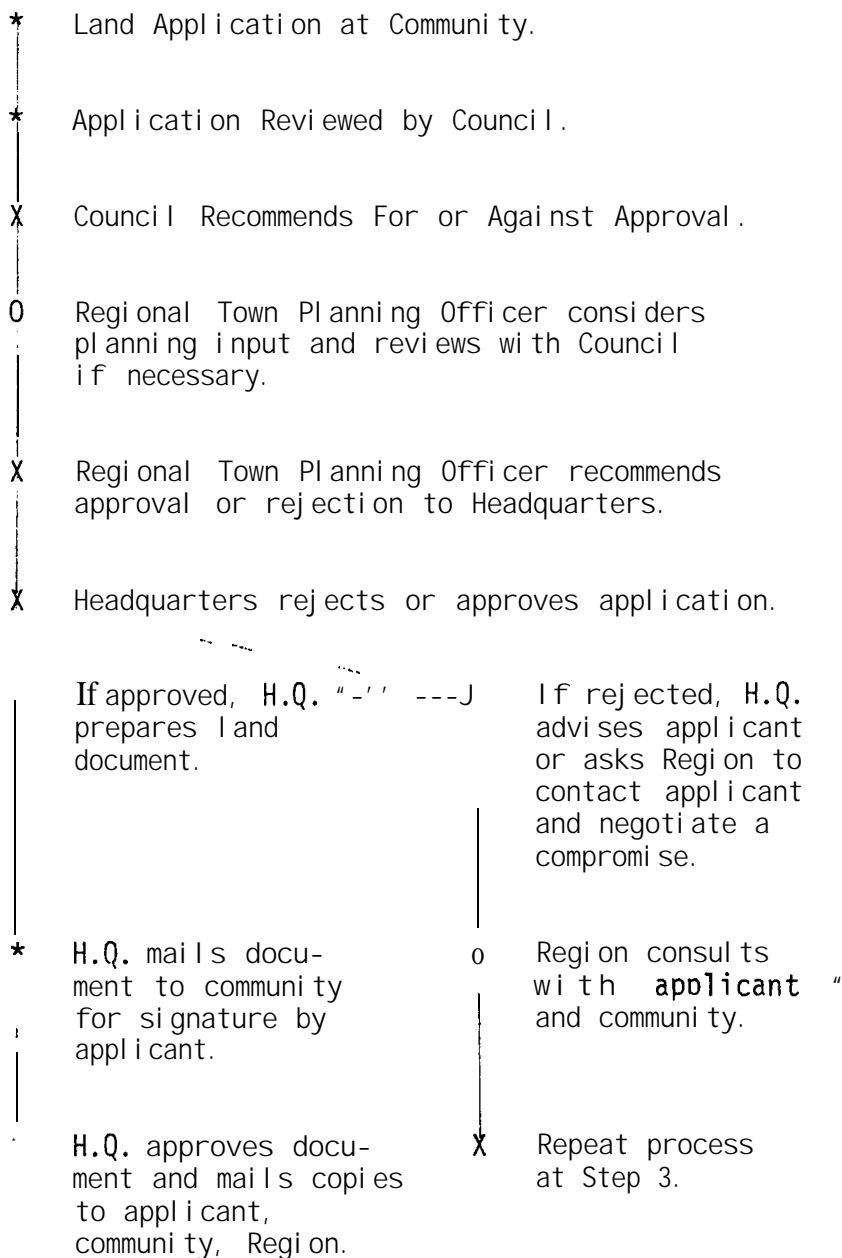 * Land Application at Community.
* Application Reviewed by Council.
X Council Recommends For or Against Approval.
O Regional Town Planning Officer considers
planning input and reviews with Council
if necessary.
X Regional Town Planning Officer recommends
approval or rejection to Headquarters.
X Headquarters rejects or approves application.
If approved, H.Q. "-'' ---J
prepares land
document.
If rejected, H.Q.
advises applicant
or asks Region to
contact applicant
and negotiate a
compromise.
* H.Q. mails docu-
ment to community
for signature by
applicant.
o Region consults
with applicant "
and community.
* H.Q. approves docu-
ment and mails copies
to applicant,
community, Region.
X Repeat process
at Step 3.